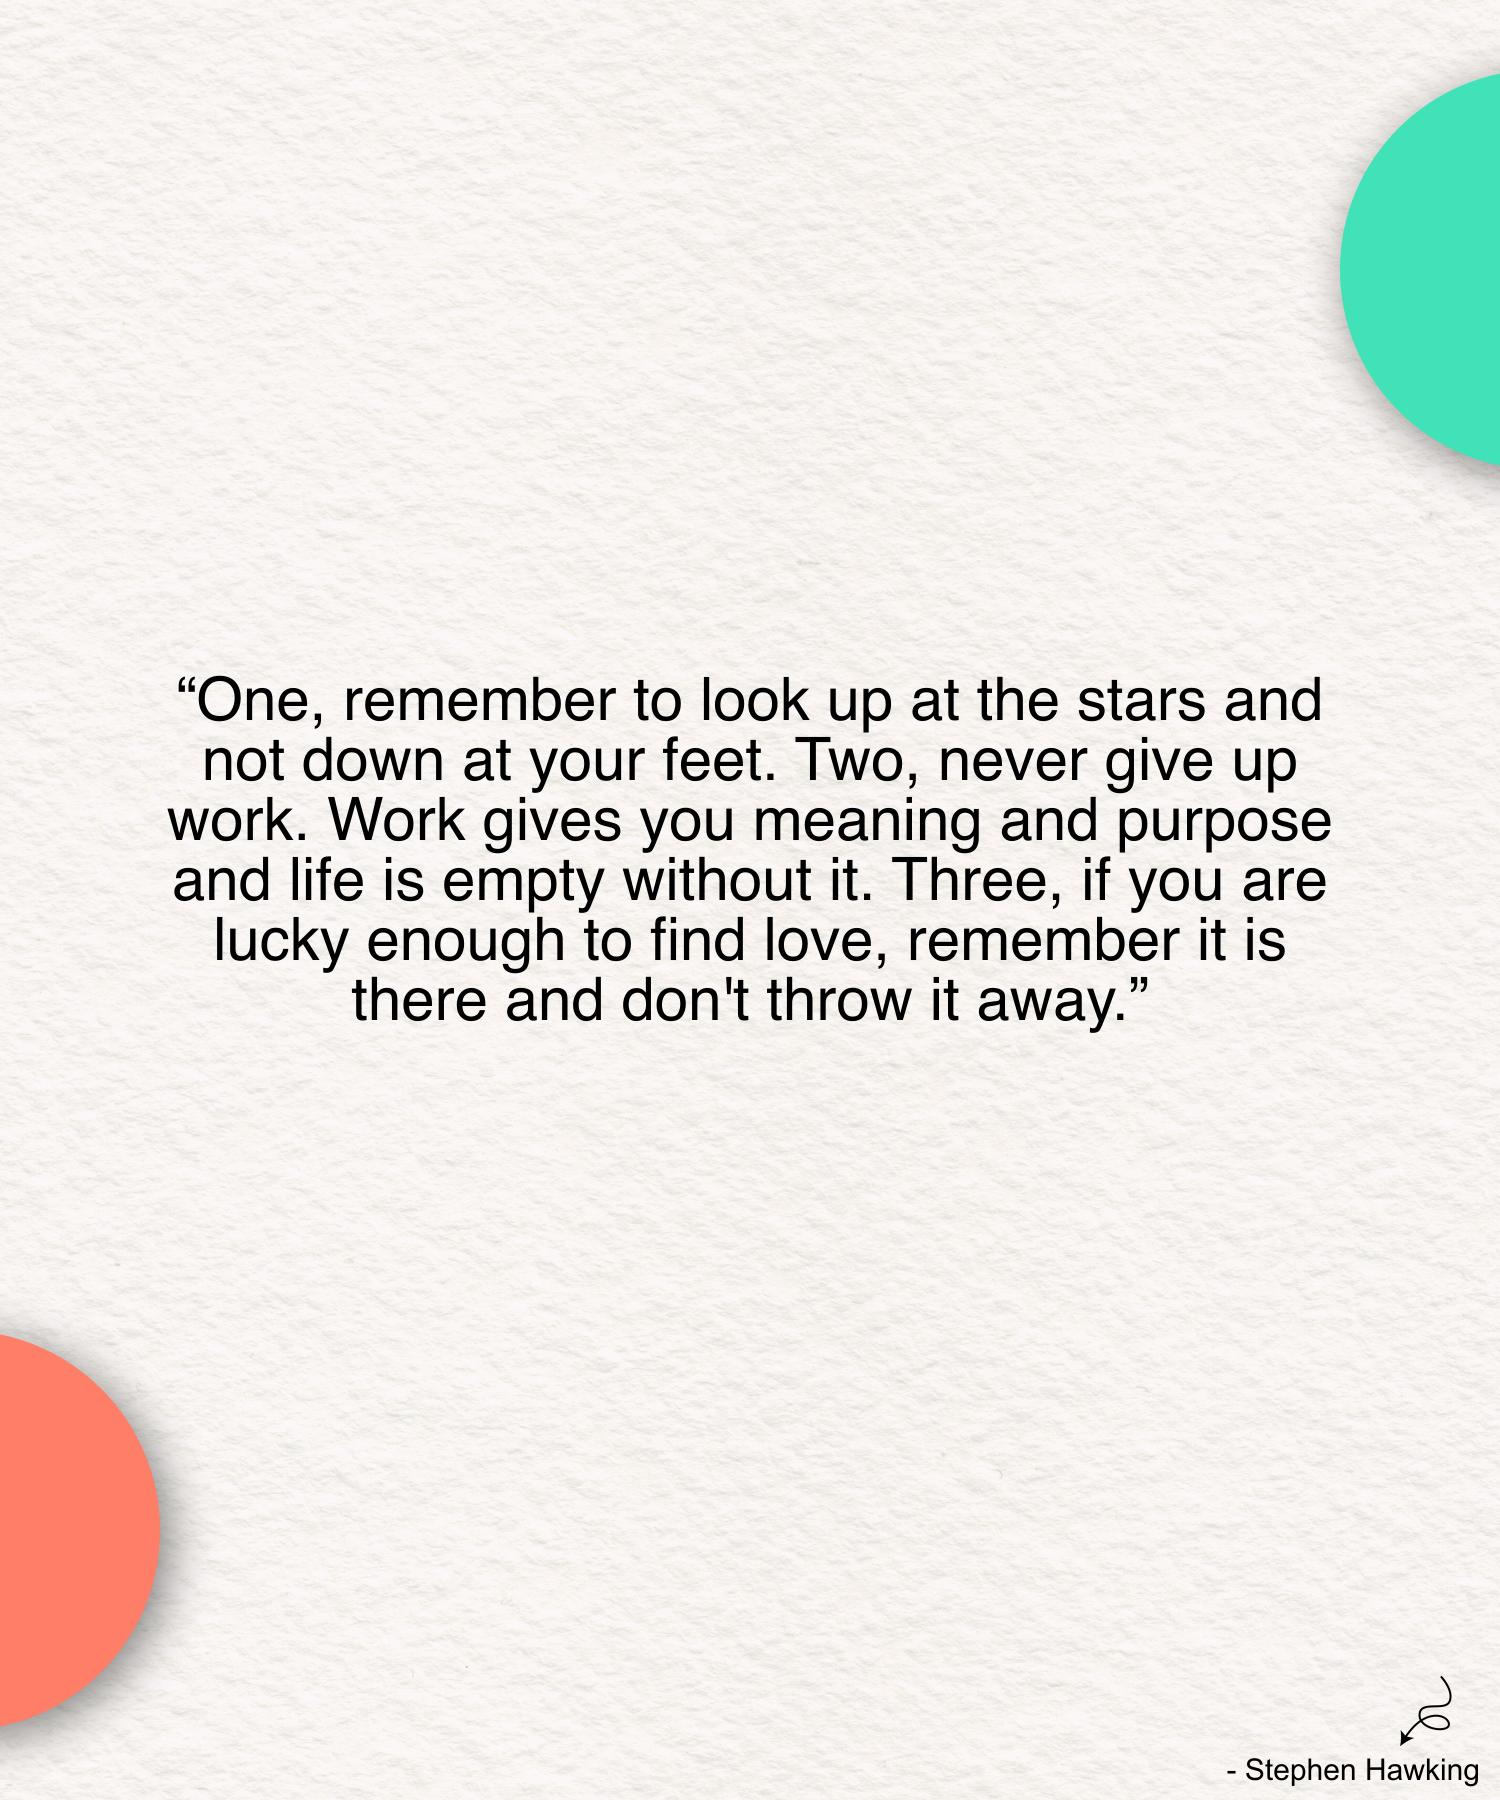 “One, remember to look up at the stars and
not down at your feet. Two, never give up
work. Work gives you meaning and purpose
and life is empty without it. Three, if you are
lucky enough to find love, remember it is
there and don't throw it away.”
- Stephen Hawking